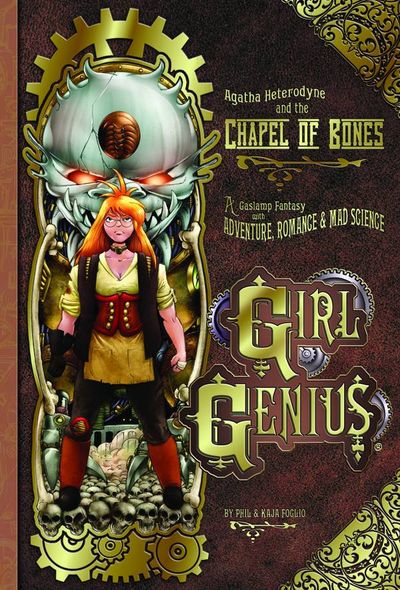 Agatha Heterodyne
and the
CHAPEL OF BONES
A Gaslamp Fantasy
with
ADVENTURE, ROMANCE & MAD SCIENCE
GIRL
GENIUS®
BY PHIL & KAJA FOGLIO